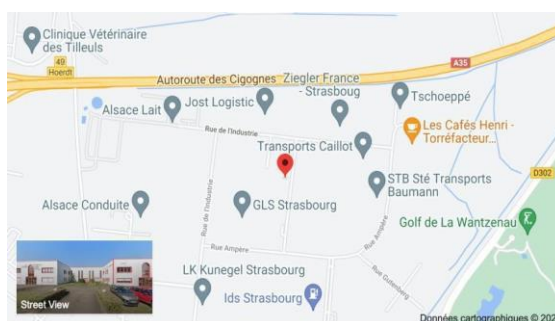 Clinique Vétérinaire
des Tilleuls
49
Hoerdt
A35
Autoroute des Cigognes
Ziegler France
- Strasboug
Jost Logistic
Tschoeppé
Alsace Lait
Rue de l'Industrie
Les Cafés Henri -
Torréfacteur...
Transports Caillot
D302
STB Sté Transports
Baumann
Rue de l'Industrie
Alsace Conduite
GLS Strasbourg
Rue Ampère
Golf de La Wantzenau
Rue Ampère
LK Kunegel Strasbourg
Rue Gutenberg
Ids Strasbourg
Street View
Données cartographiques © 202